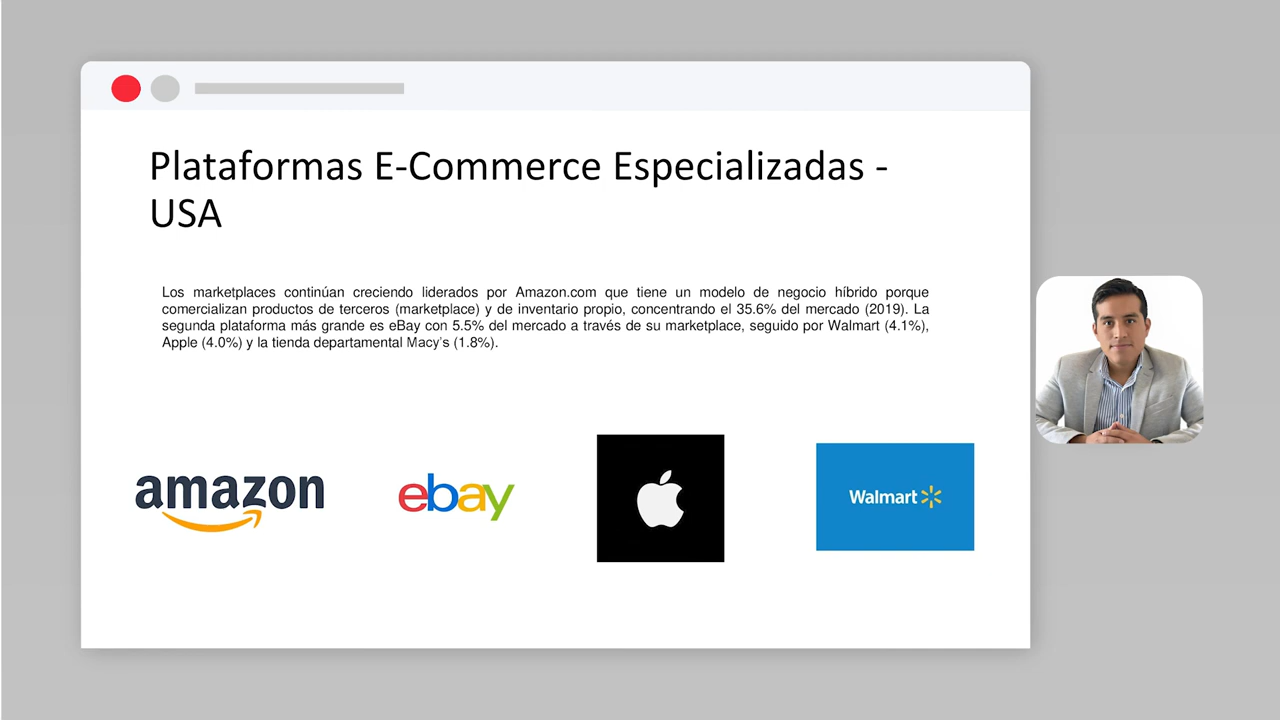 Plataformas E-Commerce Especializadas -
USA
Los marketplaces continúan creciendo liderados por Amazon.com que tiene un modelo de negocio híbrido porque
comercializan productos de terceros (marketplace) y de inventario propio, concentrando el 35.6% del mercado (2019). La
segunda plataforma más grande es eBay con 5.5% del mercado a través de su marketplace, seguido por Walmart (4.1%),
Apple (4.0%) y la tienda departamental Macy's (1.8%).
amazon
ebay
Walmart